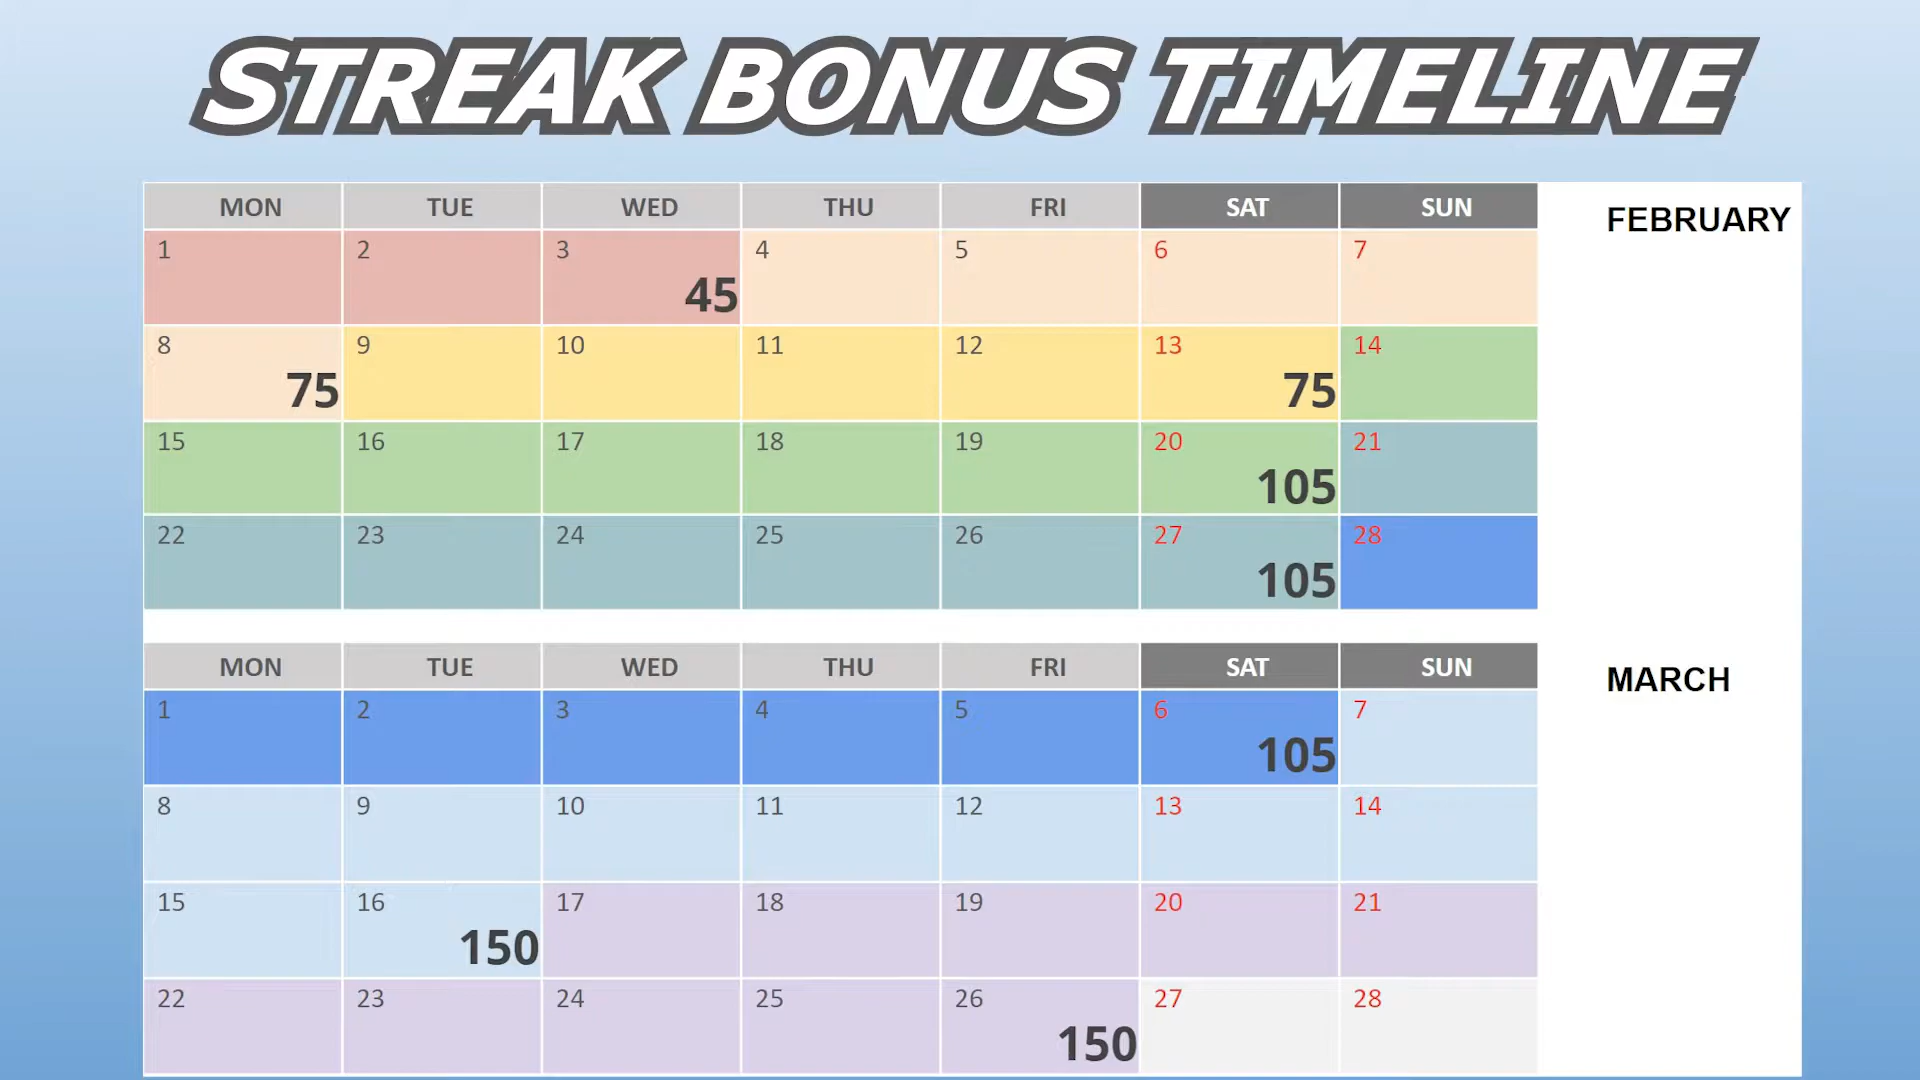 STREAK BONUS TIMELINE
MON TUE WED THU FRI SAT SUN FEBRUARY
1 2 3 4 5 6 7
45
8 9 10 11 12 13 14
75 75
15 16 17 18 19 20 21
105
22 23 24 25 26 27 28
105
MON TUE WED THU FRI SAT SUN MARCH
1 2 3 4 5 6 7
105
8 9 10 11 12 13 14
15 16 17 18 19 20 21
150
22 23 24 25 26 27 28
150